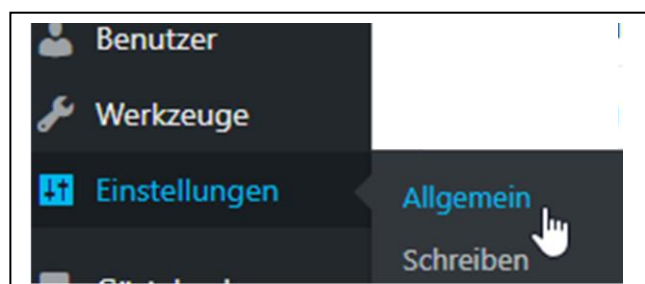 Benutzer
Werkzeuge
Einstellungen
Allgemein
Schreiben